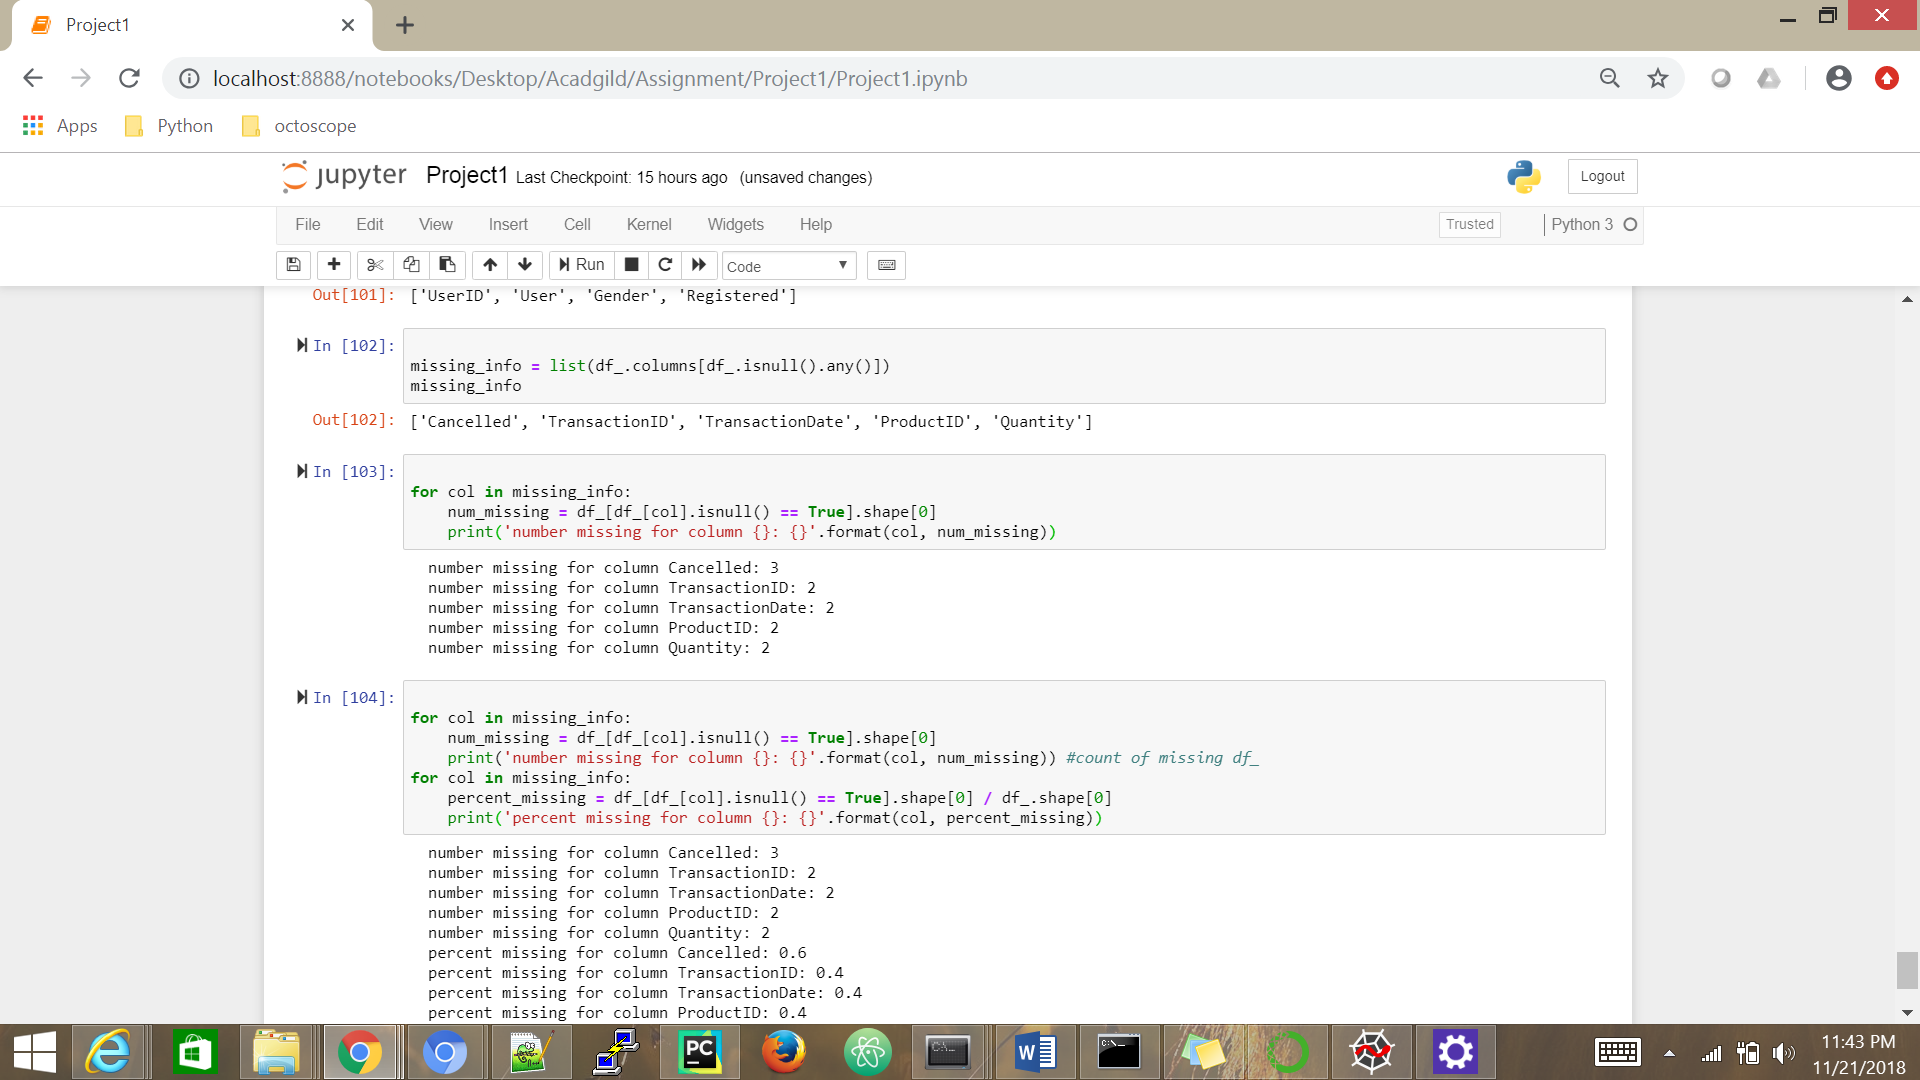 Project1
localhost:8888/notebooks/Desktop/Acadgild/Assignment/Project1/Project1.ipynb
Apps Python octoscope
jupyter Project1 Last Checkpoint: 15 hours ago (unsaved changes) Logout
File Edit View Insert Cell Kernel Widgets Help Trusted Python 3
Run Code
Out[101]: ['UserID', 'User', 'Gender', 'Registered']
In [102]:
missing_info = list(df_.columns[df_.isnull().any()])
missing_info
Out[102]: ['Cancelled', 'TransactionID', 'TransactionDate', 'ProductID', 'Quantity']
In [103]:
for col in missing_info:
    num_missing = df_[df_[col].isnull() == True].shape[0]
    print('number missing for column {}: {}'.format(col, num_missing))
number missing for column Cancelled: 3
number missing for column TransactionID: 2
number missing for column TransactionDate: 2
number missing for column ProductID: 2
number missing for column Quantity: 2
In [104]:
for col in missing_info:
    num_missing = df_[df_[col].isnull() == True].shape[0]
    print('number missing for column {}: {}'.format(col, num_missing)) #count of missing df_
for col in missing_info:
    percent_missing = df_[df_[col].isnull() == True].shape[0] / df_.shape[0]
    print('percent missing for column {}: {}'.format(col, percent_missing))
number missing for column Cancelled: 3
number missing for column TransactionID: 2
number missing for column TransactionDate: 2
number missing for column ProductID: 2
number missing for column Quantity: 2
percent missing for column Cancelled: 0.6
percent missing for column TransactionID: 0.4
percent missing for column TransactionDate: 0.4
percent missing for column ProductID: 0.4
PC
W
C:\
11:43 PM
11/21/2018